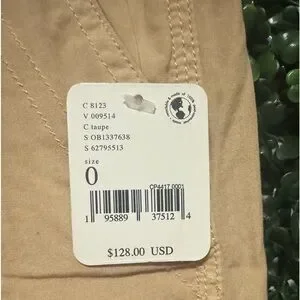 C 8123
V 009514
C taupe
S OB1337638
S 62795513
size
0
CP4417 0001
1 95889 37512 4
$128.00 USD